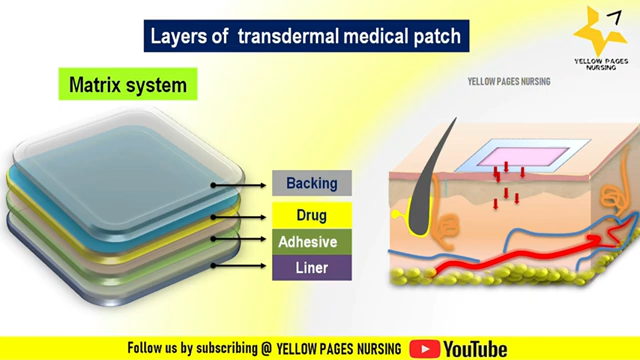 Layers of transdermal medical patch
YELLOW PAGES
NURSING
Matrix system
YELLOW PAGES NURSING
Backing
Drug
Adhesive
Liner
Follow us by subscribing @ YELLOW PAGES NURSING YouTube